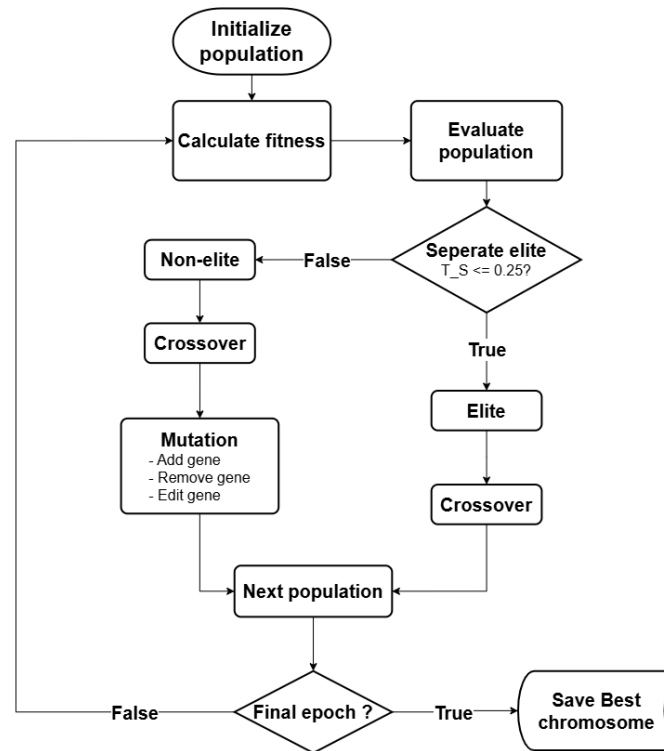 Initialize
population
Calculate fitness
Evaluate
population
Seperate elite
T_S <= 0.25?
False
Non-elite
True
Crossover
Elite
Mutation
- Add gene
- Remove gene
- Edit gene
Crossover
Next population
Final epoch ?
False
True
Save Best
chromosome